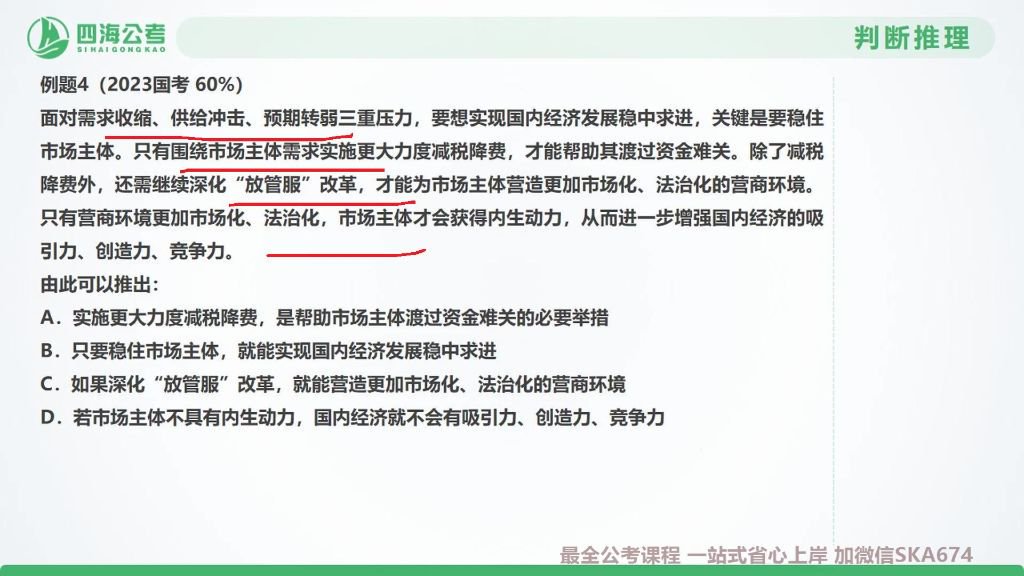 四海公考
SIHAIGONGKAO
判断推理
例题4（2023国考 60%）
面对需求收缩、供给冲击、预期转弱三重压力，要想实现国内经济发展稳中求进，关键是要稳住
市场主体。只有围绕市场主体需求实施更大力度减税降费，才能帮助其渡过资金难关。除了减税
降费外，还需继续深化“放管服”改革，才能为市场主体营造更加市场化、法治化的营商环境。
只有营商环境更加市场化、法治化，市场主体才会获得内生动力，从而进一步增强国内经济的吸
引力、创造力、竞争力。
由此可以推出：
A．实施更大力度减税降费，是帮助市场主体渡过资金难关的必要举措
B．只要稳住市场主体，就能实现国内经济发展稳中求进
C．如果深化“放管服”改革，就能营造更加市场化、法治化的营商环境
D．若市场主体不具有内生动力，国内经济就不会有吸引力、创造力、竞争力
最全公考课程 一站式省心上岸 加微信SKA674